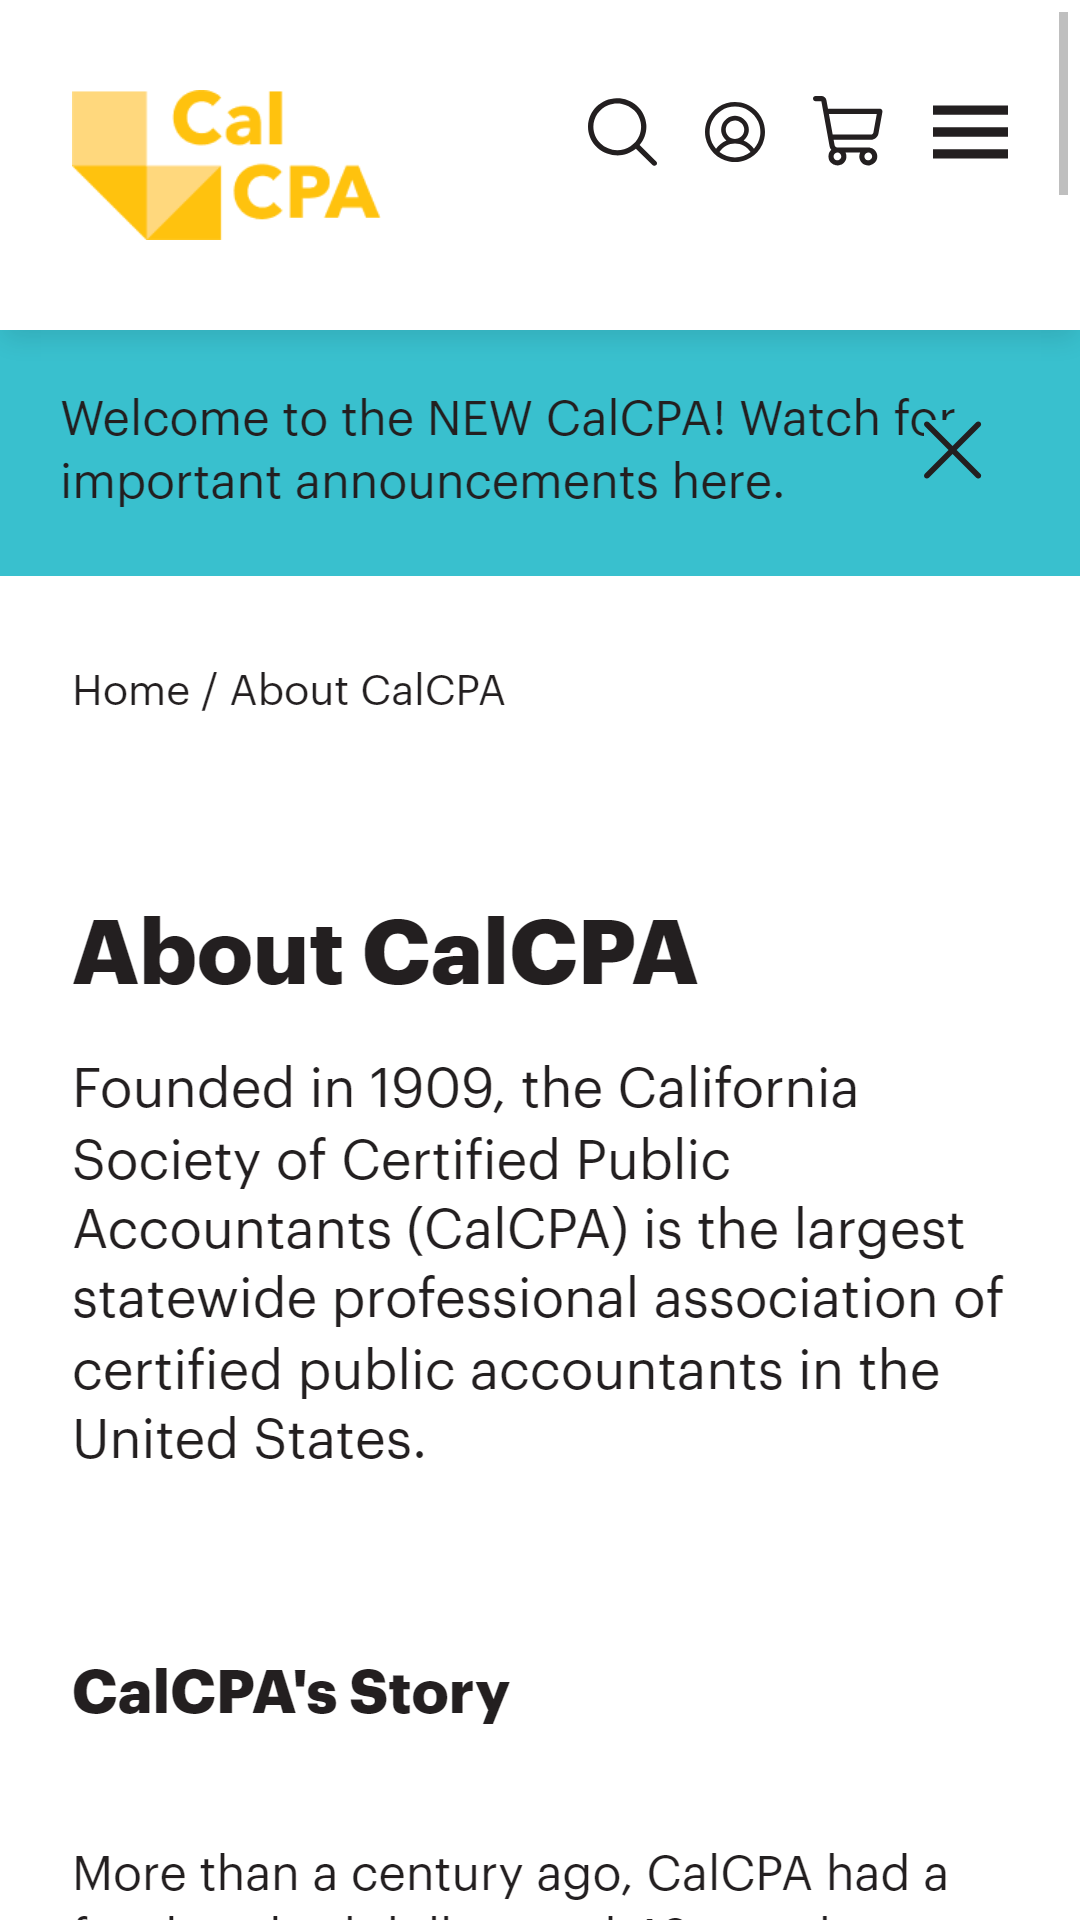 Cal
CPA
Welcome to the NEW CalCPA! Watch for
important announcements here.
Home / About CalCPA
About CalCPA
Founded in 1909, the California
Society of Certified Public
Accountants (CalCPA) is the largest
statewide professional association of
certified public accountants in the
United States.
CalCPA's Story
More than a century ago, CalCPA had a